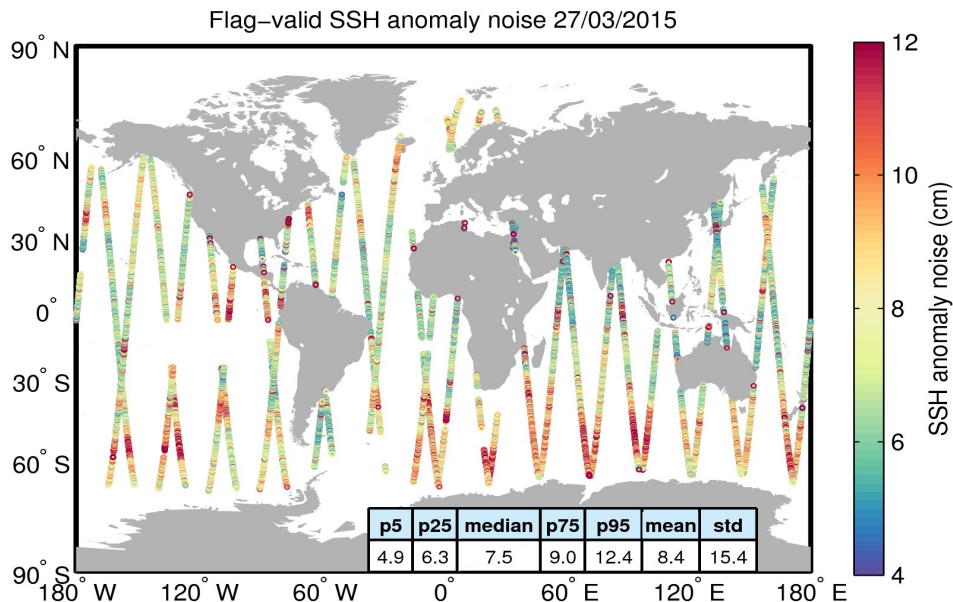 Flag−valid SSH anomaly noise 27/03/2015
90° N
60° N
30° N
0°
30° S
60° S
90° S
180° W
120° W
60° W
0°
60° E
120° E
180° E
p5 p25 median p75 p95 mean std
4.9 6.3 7.5 9.0 12.4 8.4 15.4
12
10
8
6
4
SSH anomaly noise (cm)